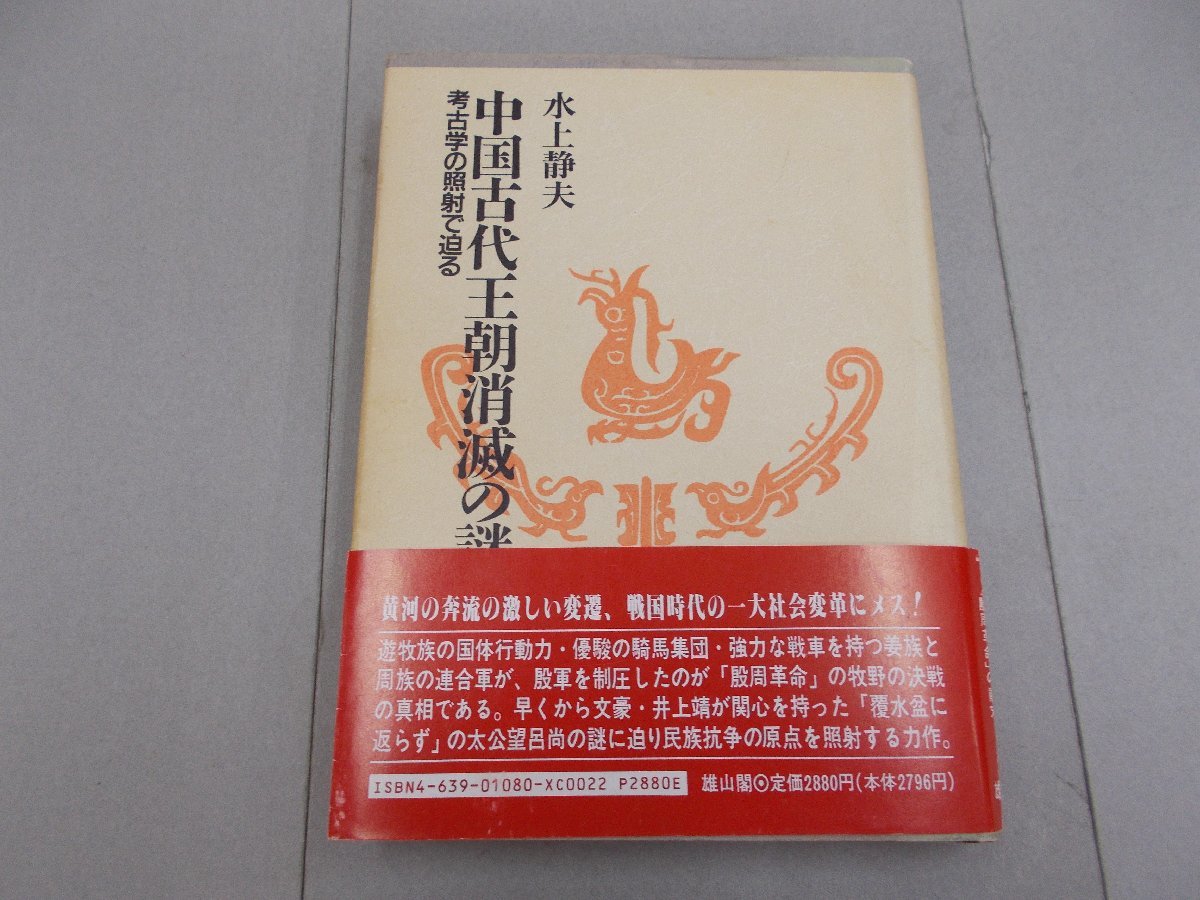 水上静夫
中国古代王朝消滅の謎
考古学の照射で迫る
黄河の奔流の激しい変遷、戦国時代の一大社会変革にメス!
遊牧族の国体行動力・優駿の騎馬集団・強力な戦車を持つ姜族と
周族の連合軍が、殷軍を制圧したのが「殷周革命」の牧野の決戦
の真相である。早くから文豪・井上靖が関心を持った「覆水盆に
返らず」の太公望呂尚の謎に迫り民族抗争の原点を照射する力作。
ISBN4-639-01080-XC0022 P2880E
雄山閣 定価2880円(本体2796円)